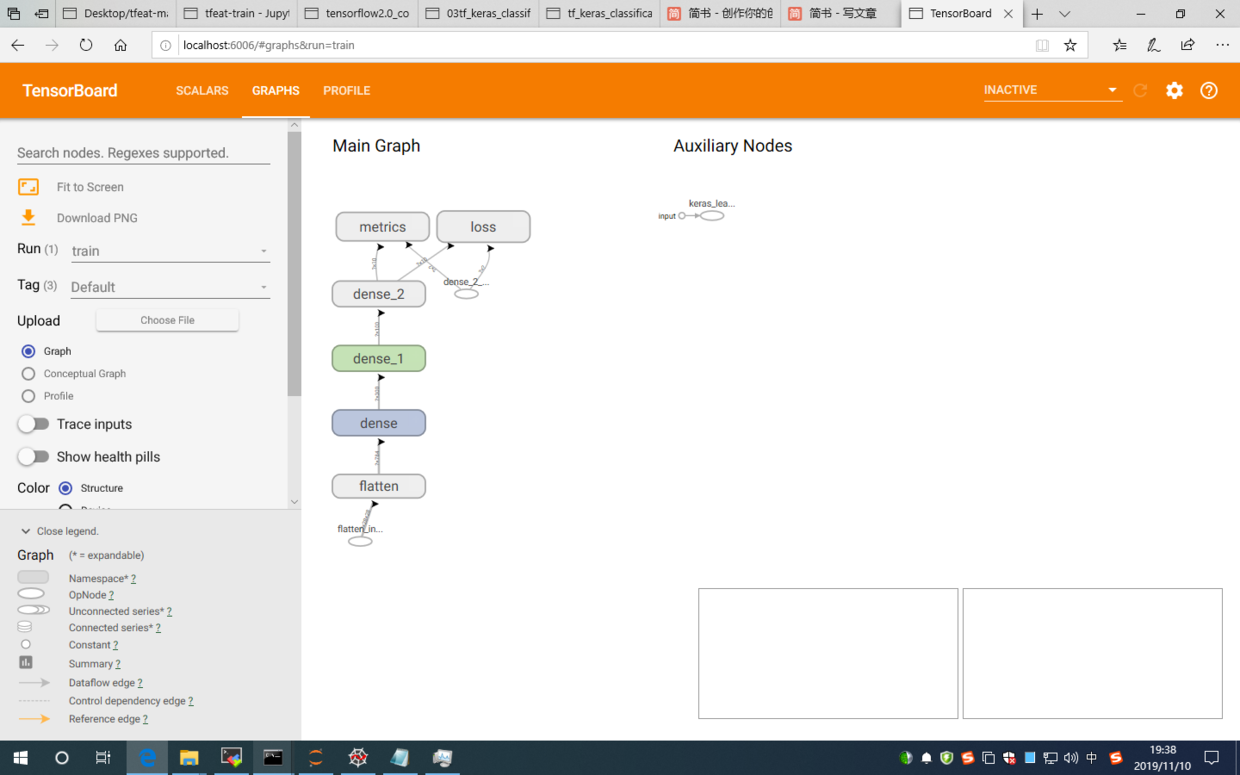 Desktop/tfeat-ma
tfeat-train - Jupyt
tensorflow2.0_co
03tf_keras_classif
tf_keras_classifica
简书 - 创作你的创
简书 - 写文章
TensorBoard
localhost:6006/#graphs&run=train
TensorBoard
SCALARS
GRAPHS
PROFILE
INACTIVE
Search nodes. Regexes supported.
Fit to Screen
Download PNG
Run (1) train
Tag (3) Default
Upload
Choose File
Graph
Conceptual Graph
Profile
Trace inputs
Show health pills
Color
Structure
Close legend.
Graph (* = expandable)
Namespace* ?
OpNode ?
Unconnected series* ?
Connected series* ?
Constant ?
Summary ?
Dataflow edge ?
Control dependency edge ?
Reference edge ?
Main Graph
metrics
loss
dense_2
dense_2_...
dense_1
dense
flatten
flatten_in...
Auxiliary Nodes
keras_lea...
input
中
19:38
2019/11/10